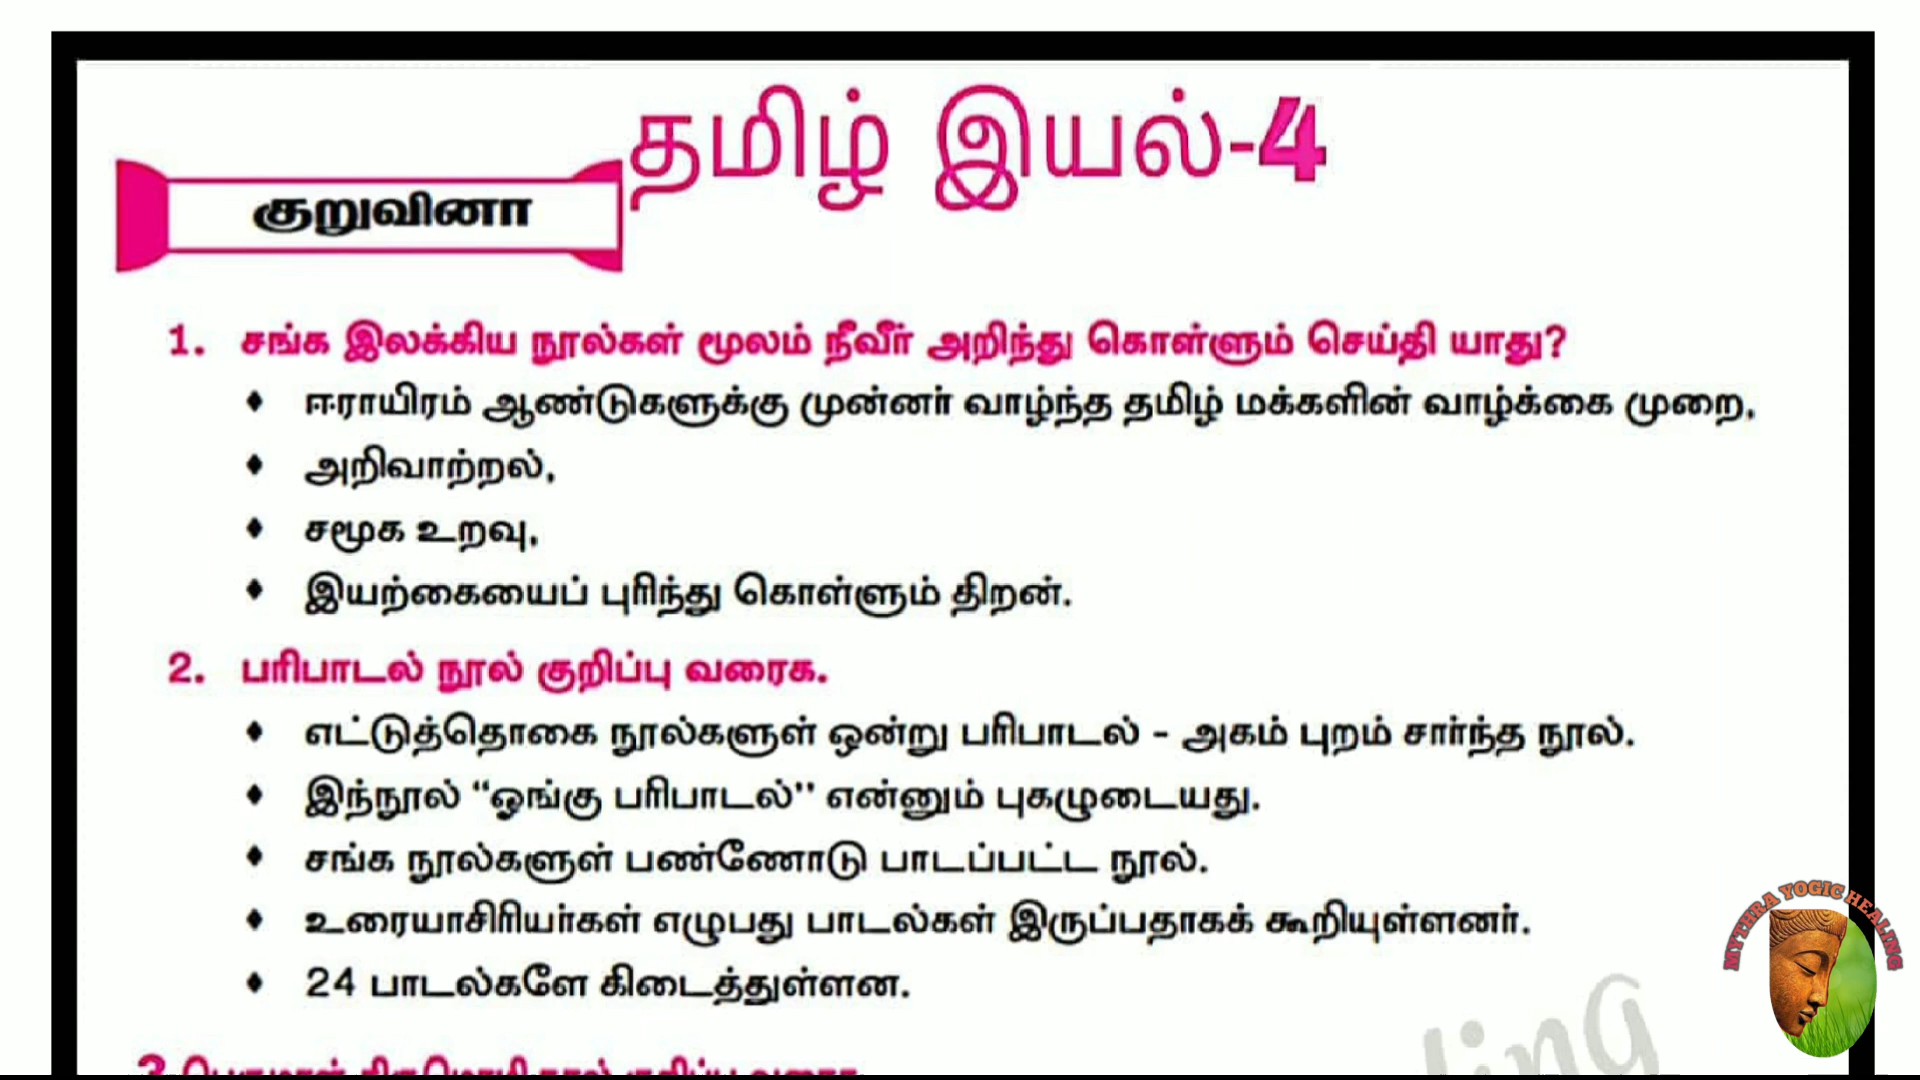 தமிழ் இயல்-4
குறுவினா
1. சங்க இலக்கிய நூல்கள் மூலம் நீவீர் அறிந்து கொள்ளும் செய்தி யாது?
♦ ஈராயிரம் ஆண்டுகளுக்கு முன்னர் வாழ்ந்த தமிழ் மக்களின் வாழ்க்கை முறை,
♦ அறிவாற்றல்,
♦ சமூக உறவு,
♦ இயற்கையைப் புரிந்து கொள்ளும் திறன்.
2. பரிபாடல் நூல் குறிப்பு வரைக.
♦ எட்டுத்தொகை நூல்களுள் ஒன்று பரிபாடல் - அகம் புறம் சார்ந்த நூல்.
♦ இந்நூல் “ஓங்கு பரிபாடல்’’ என்னும் புகழுடையது.
♦ சங்க நூல்களுள் பண்ணோடு பாடப்பட்ட நூல்.
♦ உரையாசிரியர்கள் எழுபது பாடல்கள் இருப்பதாகக் கூறியுள்ளனர்.
♦ 24 பாடல்களே கிடைத்துள்ளன.
MYTHRA YOGIC HEALING